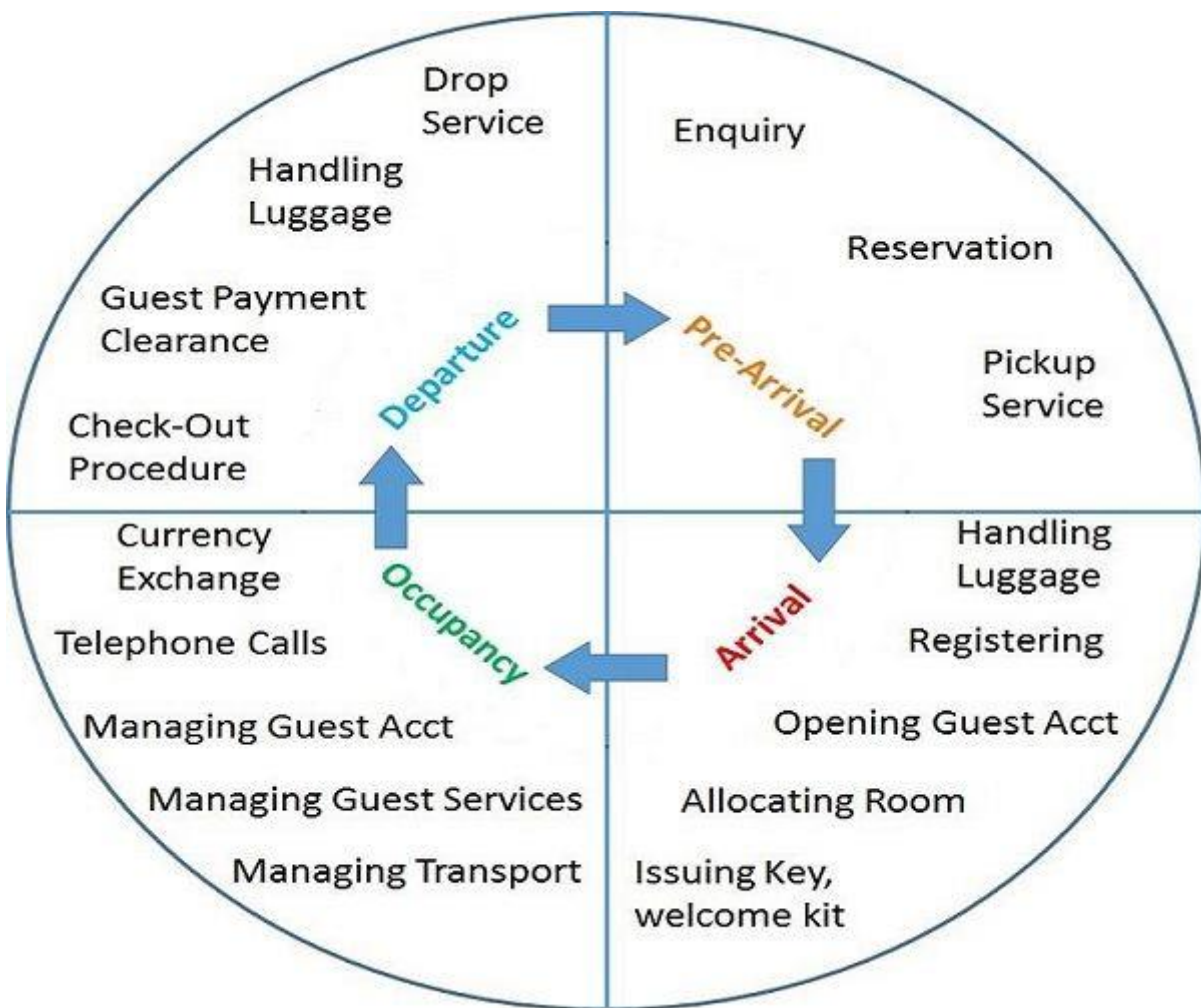 Drop
Service
Handling
Luggage
Guest Payment
Clearance
Check-Out
Procedure
Departure
Enquiry
Reservation
Pickup
Service
Pre-Arrival
Handling
Luggage
Registering
Opening Guest Acct
Allocating Room
Issuing Key,
welcome kit
Arrival
Currency
Exchange
Telephone Calls
Managing Guest Acct
Managing Guest Services
Managing Transport
Occupancy